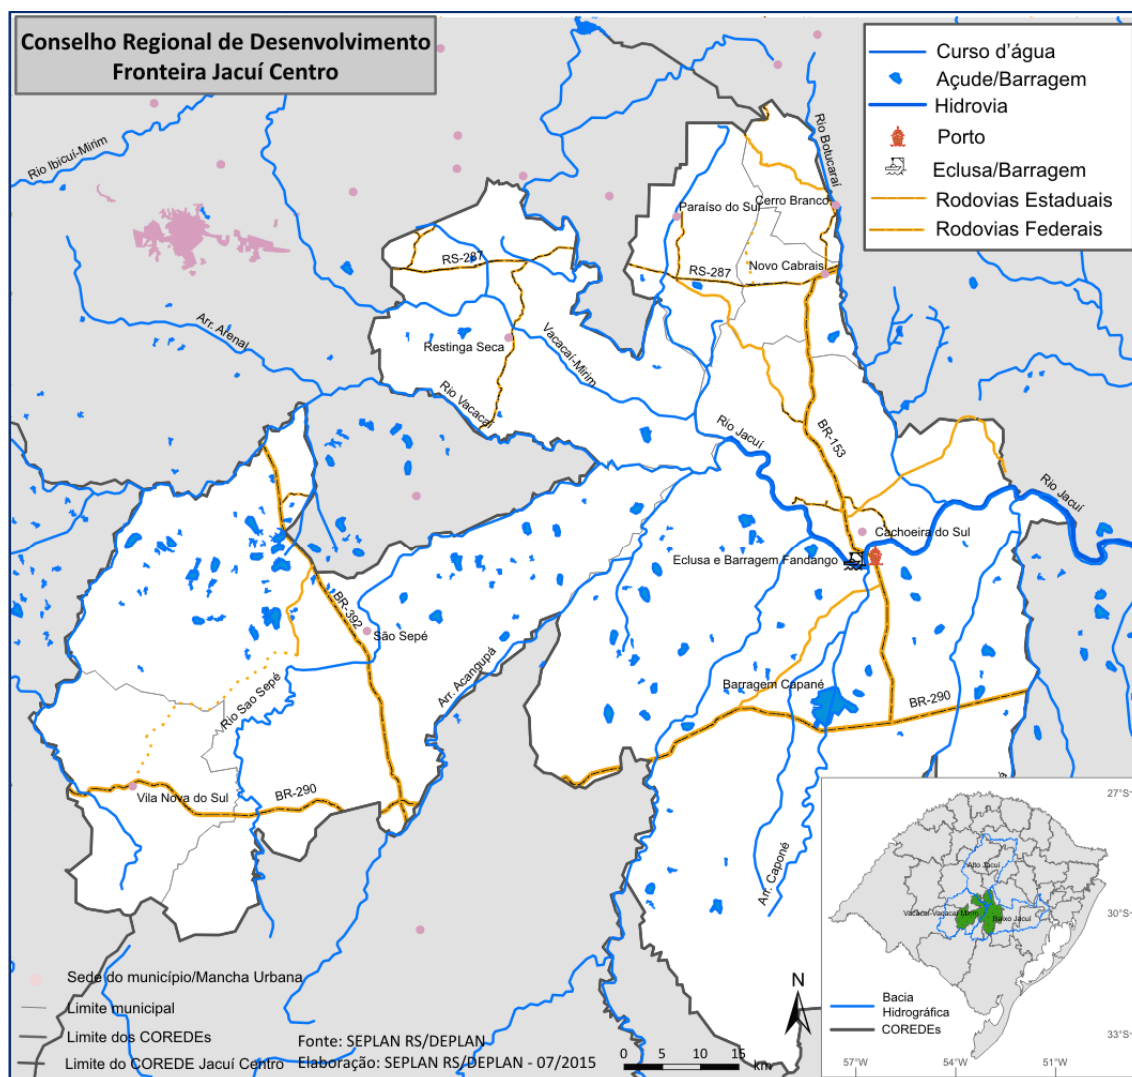 Conselho Regional de Desenvolvimento
Fronteira Jacuí Centro
Curso d'água
Açude/Barragem
Hidrovia
Porto
Eclusa/Barragem
Rodovias Estaduais
Rodovias Federais
Rio Ibicuí-Mirim
Rio Botucaraí
Paraíso do Sul
Cerro Branco
RS-287
RS-287
Novo Cabrais
Arr. Arenal
Restinga Seca
Vacacaí-Mirim
Rio Vacacaí
Rio Jacuí
BR-153
Rio Jacuí
Cachoeira do Sul
Eclusa e Barragem Fandango
BR-392
São Sepé
Arr. Acangupá
Rio Sao Sepé
Barragem Capané
BR-290
Vila Nova do Sul
BR-290
Arr. Caponé
27°S
Alto Jacuí
Vacacaí-Vacacaí Mirim
Baixo Jacuí
30°S
Bacia
Hidrográfica
COREDEs
33°S
57°W
54°W
51°W
Sede do município/Mancha Urbana
Limite municipal
Limite dos COREDEs
Limite do COREDE Jacuí Centro
Fonte: SEPLAN RS/DEPLAN
Elaboração: SEPLAN RS/DEPLAN - 07/2015
N
0 5 10 15
km